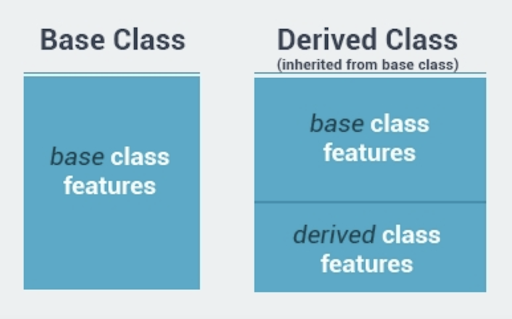 Base Class
base class
features
Derived Class
(inherited from base class)
base class
features
derived class
features